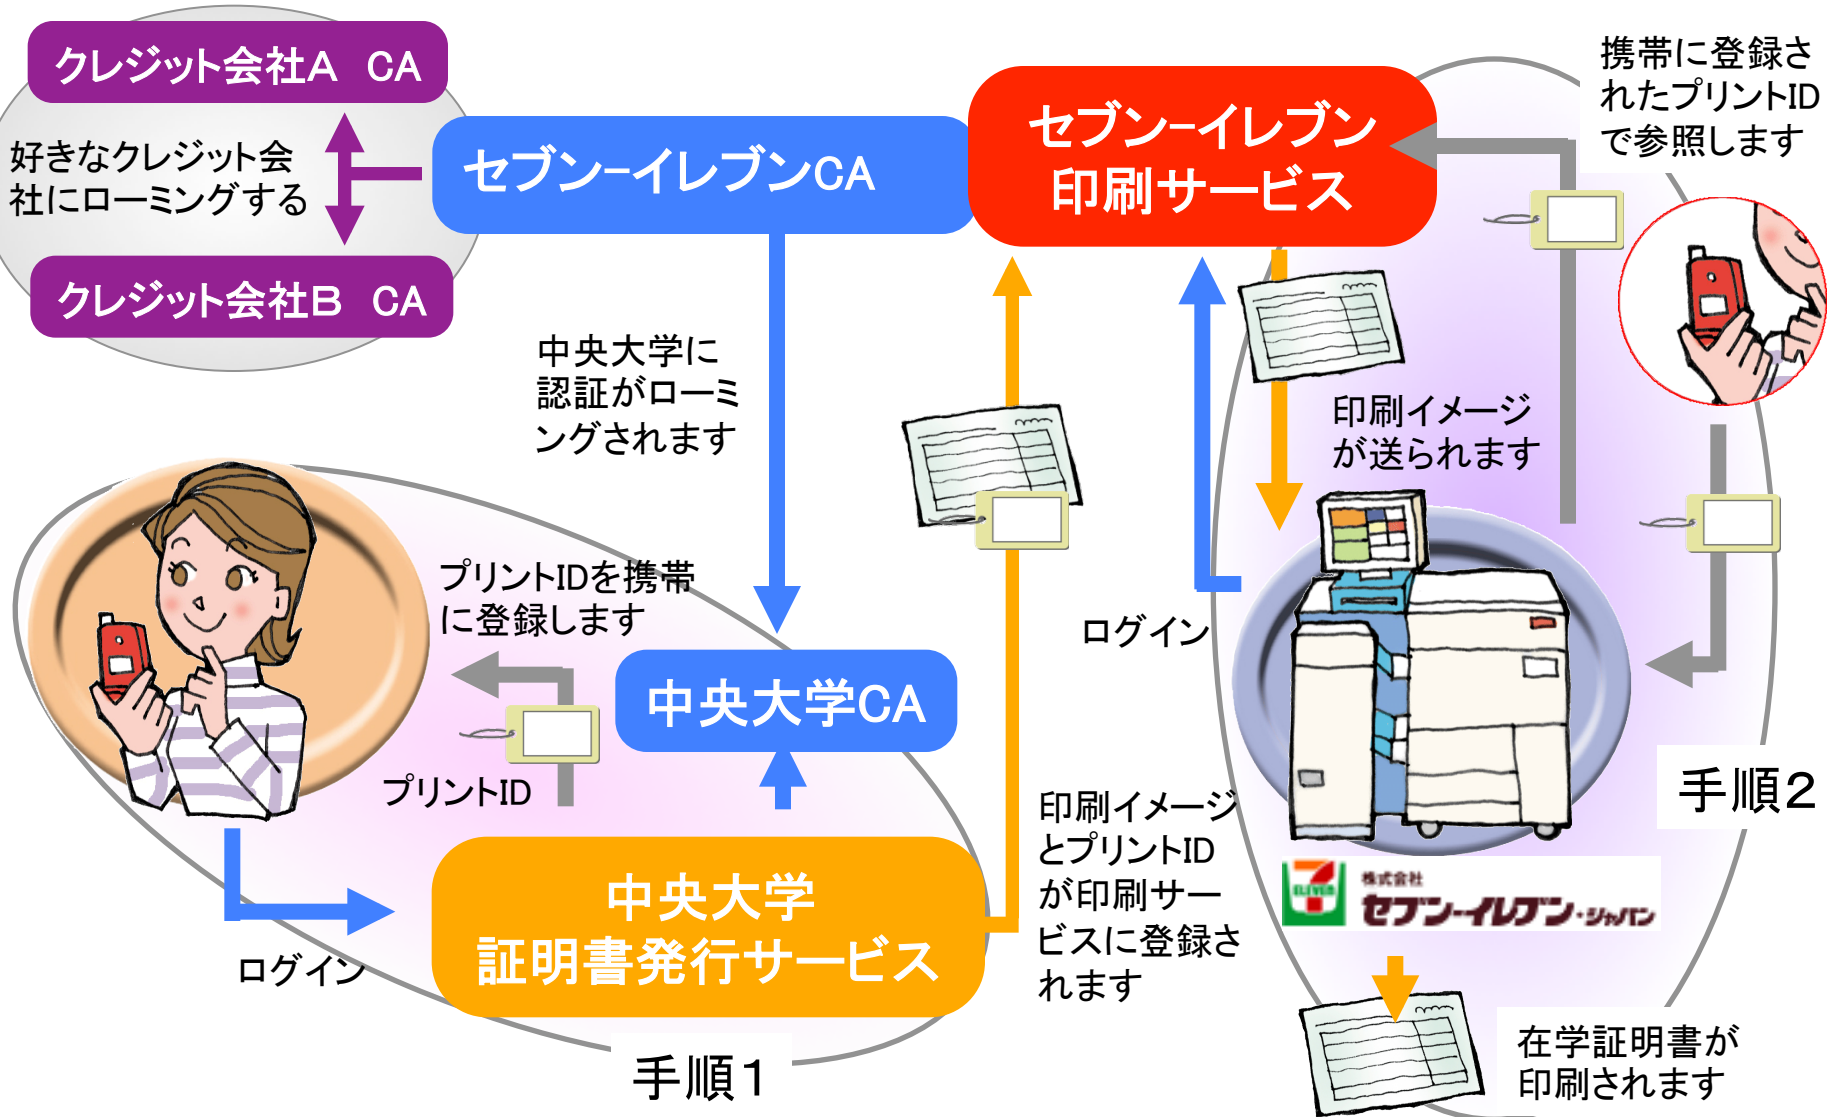 クレジット会社A　CA
好きなクレジット会
社にローミングする
クレジット会社B　CA
セブン-イレブンCA
セブン-イレブン
印刷サービス
携帯に登録さ
れたプリントID
で参照します
中央大学に
認証がローミ
ングされます
印刷イメージ
が送られます
プリントIDを携帯
に登録します
プリントID
中央大学CA
ログイン
ログイン
中央大学
証明書発行サービス
手順1
印刷イメージ
とプリントID
が印刷サー
ビスに登録さ
れます
手順2
ELEVEN
株式会社
セブン-イレブン・ジャパン
在学証明書が
印刷されます